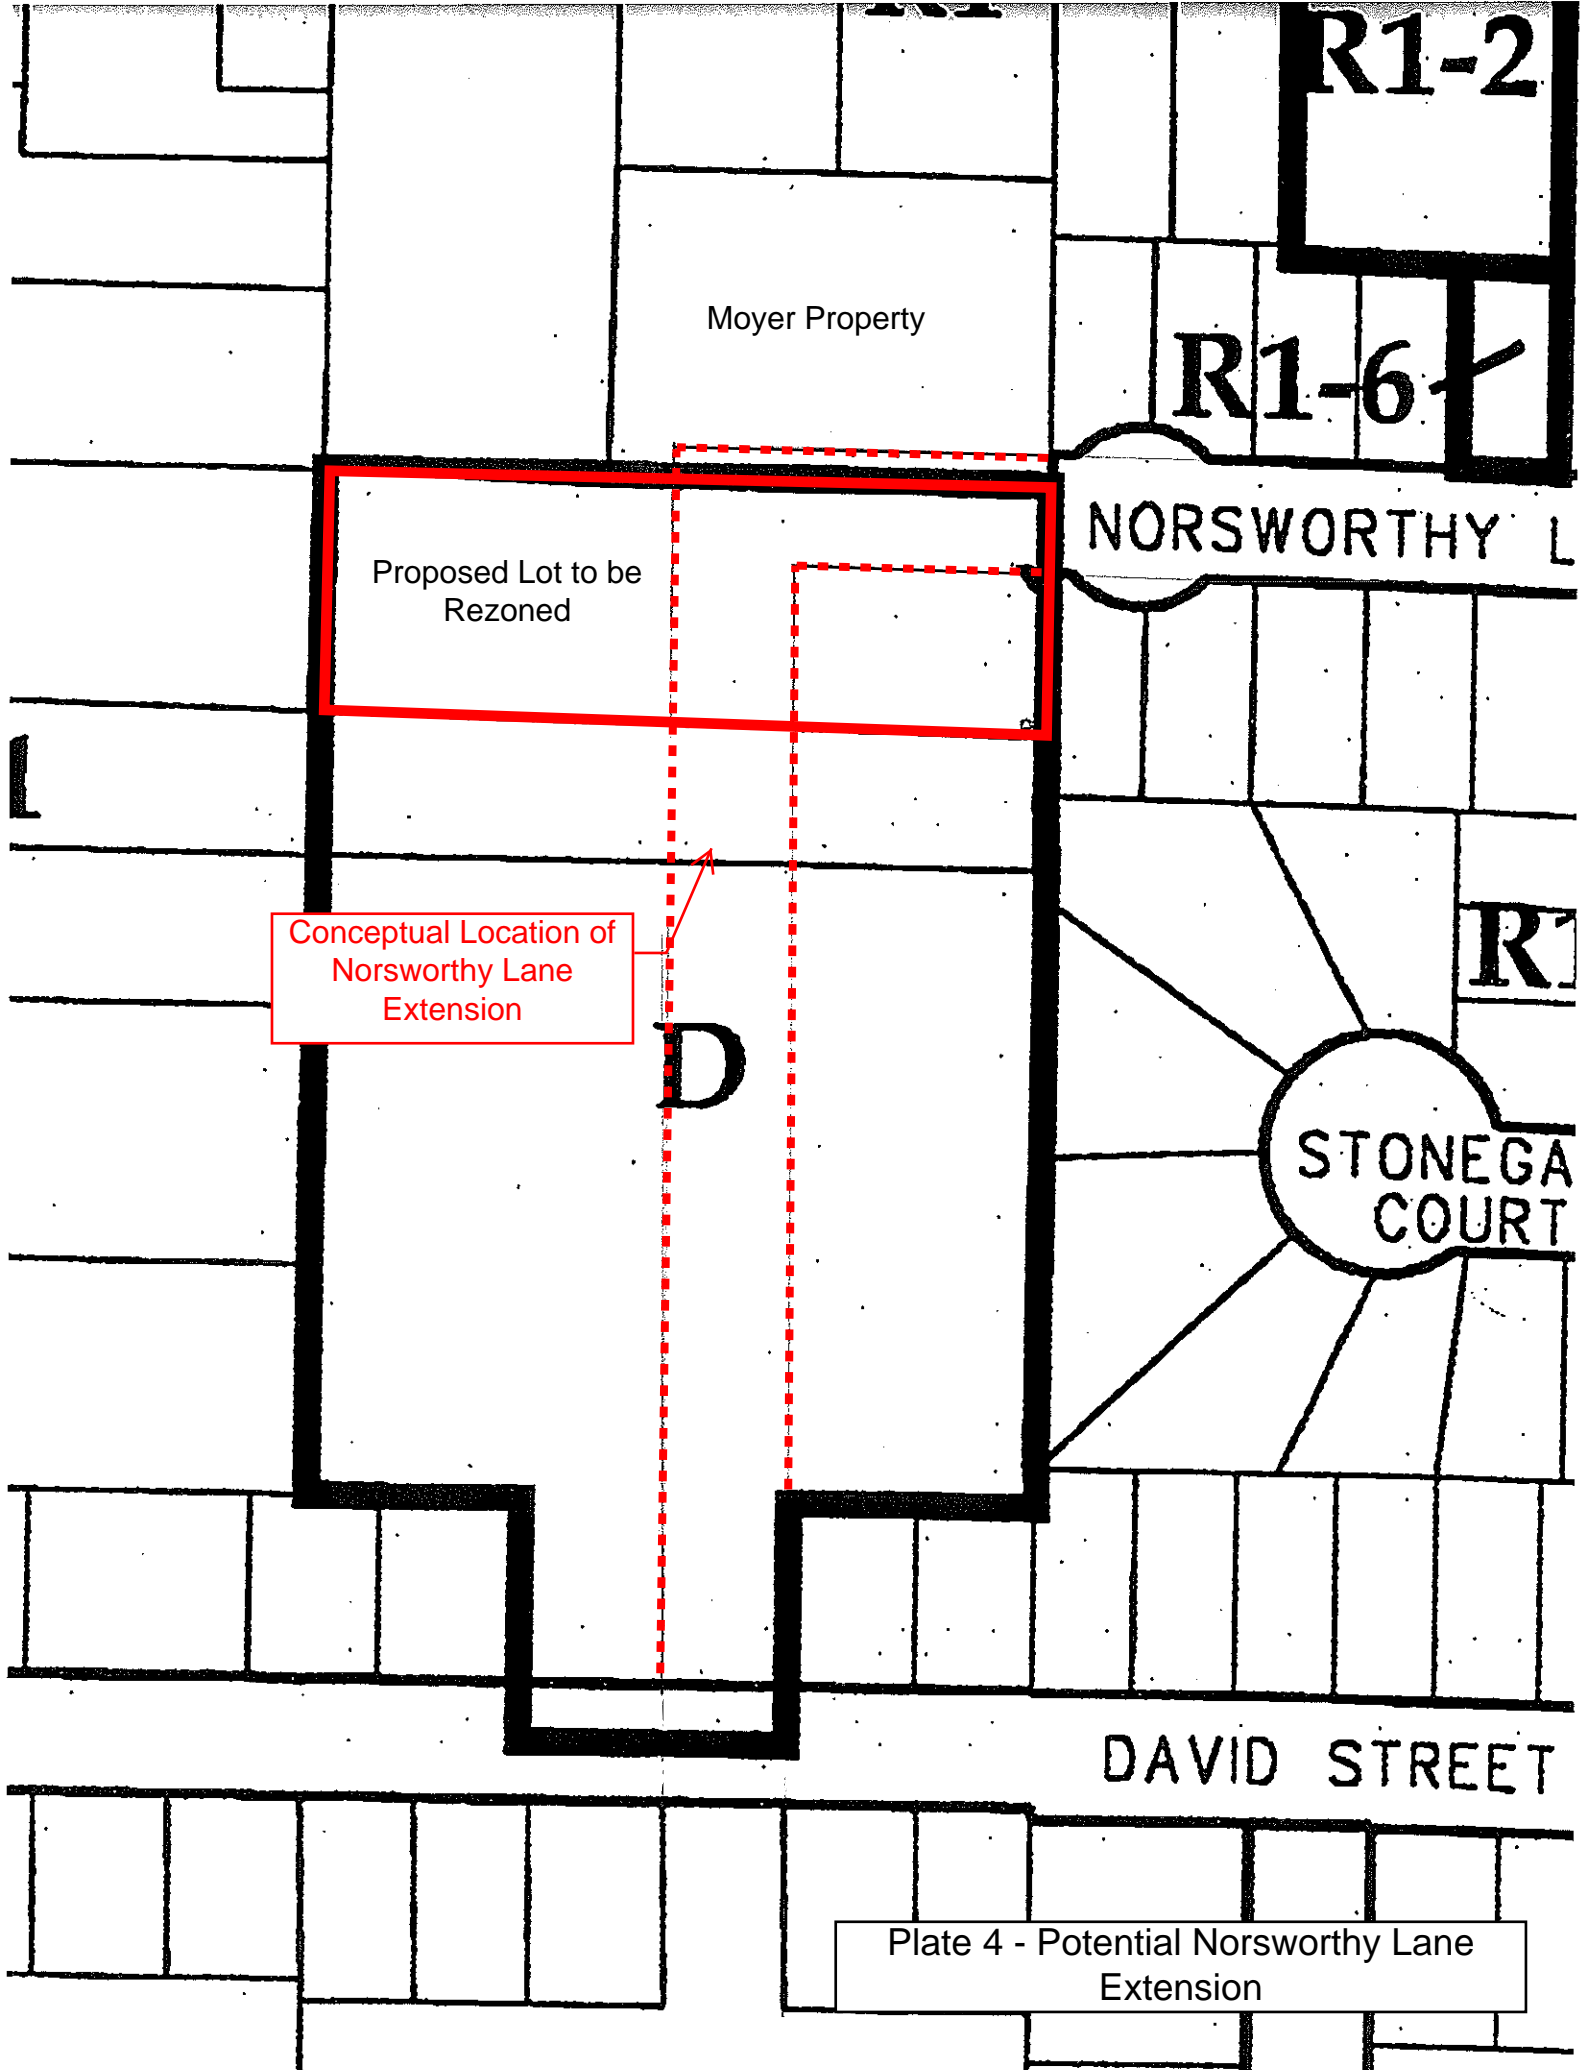 R1-2
Moyer Property
R1-6
NORSWORTHY L
Proposed Lot to be
Rezoned
Conceptual Location of
Norsworthy Lane
Extension
D
STONEGA
COURT
DAVID STREET
Plate 4 - Potential Norsworthy Lane
Extension